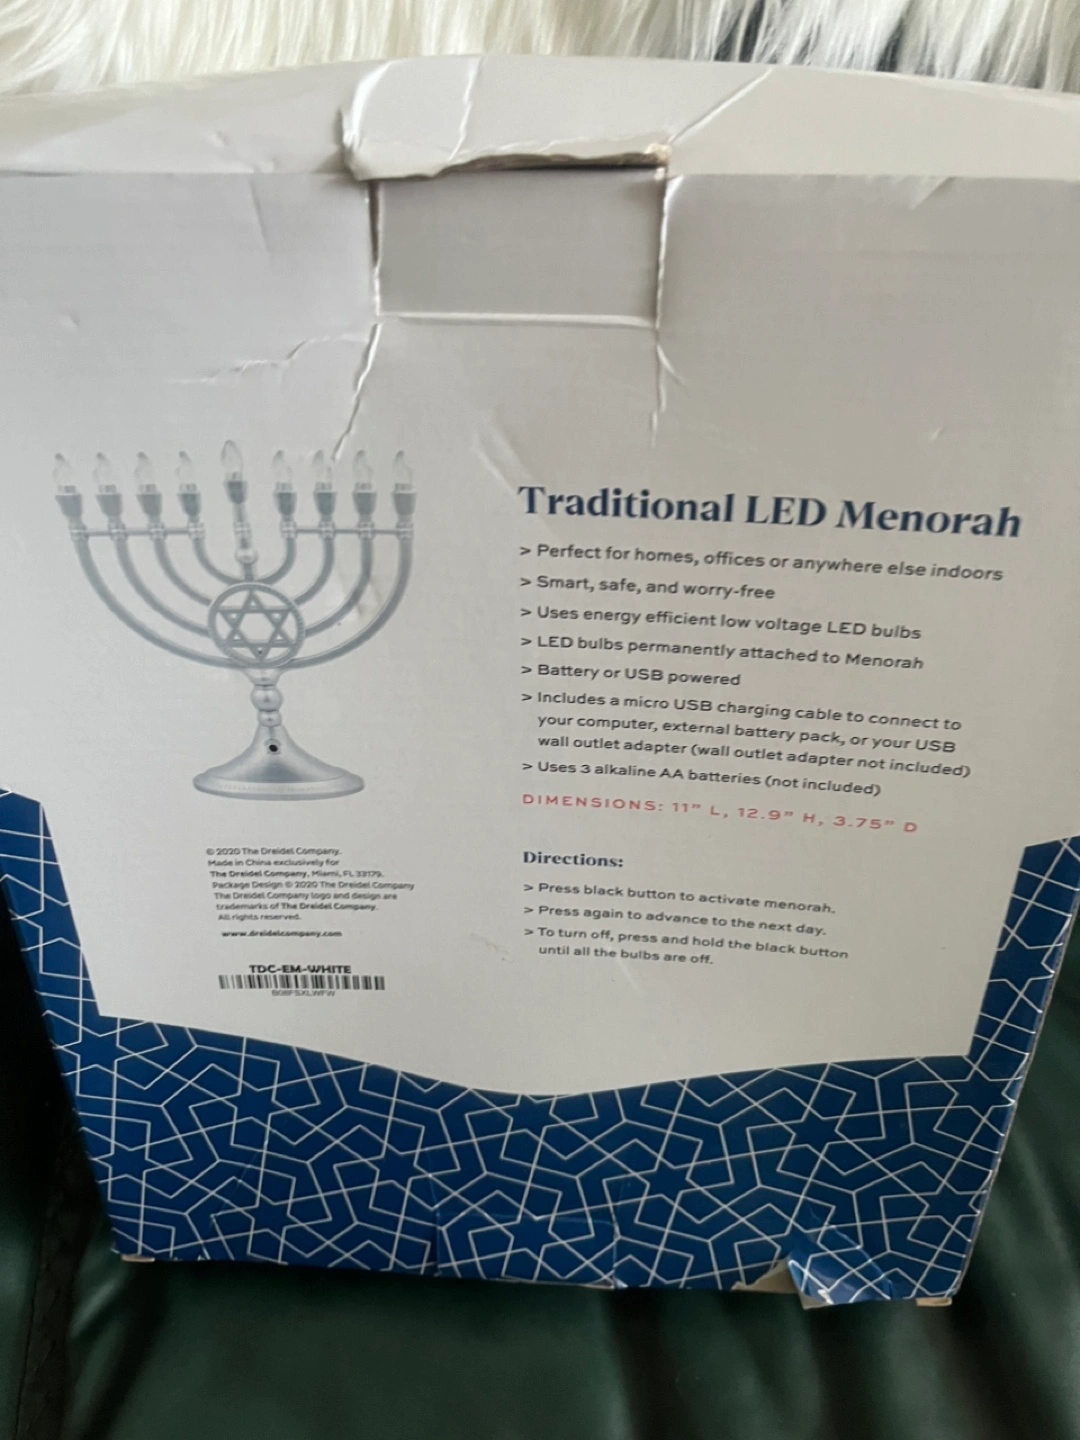 Traditional LED Menorah
> Perfect for homes, offices or anywhere else indoors
> Smart, safe, and worry-free
> Uses energy efficient low voltage LED bulbs
> LED bulbs permanently attached to Menorah
> Battery or USB powered
> Includes a micro USB charging cable to connect to
your computer, external battery pack, or your USB
wall outlet adapter (wall outlet adapter not included)
> Uses 3 alkaline AA batteries (not included)
DIMENSIONS: 11" L, 12.9" H, 3.75" D
Directions:
> Press black button to activate menorah.
> Press again to advance to the next day.
> To turn off, press and hold the black button
until all the bulbs are off.
© 2020 The Dreidel Company.
Made in China exclusively for
The Dreidel Company, Miami, FL 33179.
Package Design © 2020 The Dreidel Company
The Dreidel Company logo and design are
trademarks of The Dreidel Company.
All rights reserved.
www.dreidelcompany.com
TDC-EM-WHITE